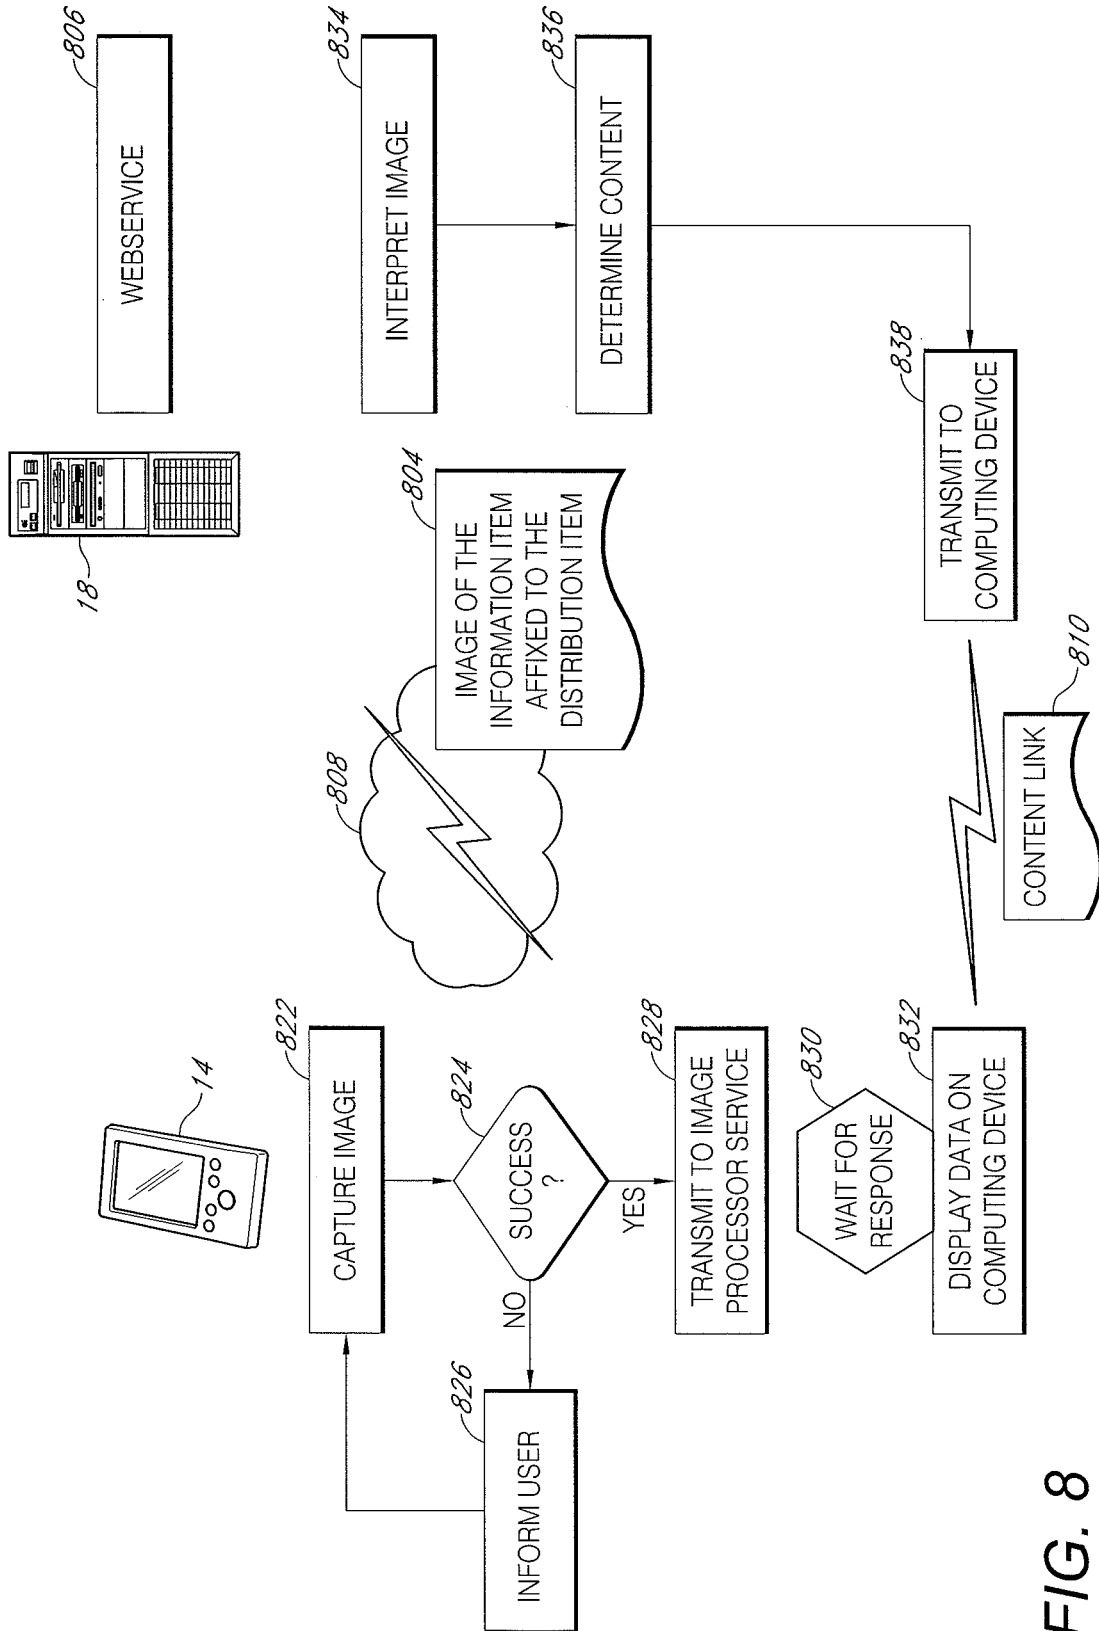 14
18
806
WEBSERVICE
822
CAPTURE IMAGE
824
SUCCESS
?
NO
YES
826
INFORM USER
828
TRANSMIT TO IMAGE
PROCESSOR SERVICE
830
WAIT FOR
RESPONSE
832
DISPLAY DATA ON
COMPUTING DEVICE
808
804
IMAGE OF THE
INFORMATION ITEM
AFFIXED TO THE
DISTRIBUTION ITEM
834
INTERPRET IMAGE
836
DETERMINE CONTENT
838
TRANSMIT TO
COMPUTING DEVICE
810
CONTENT LINK
FIG. 8